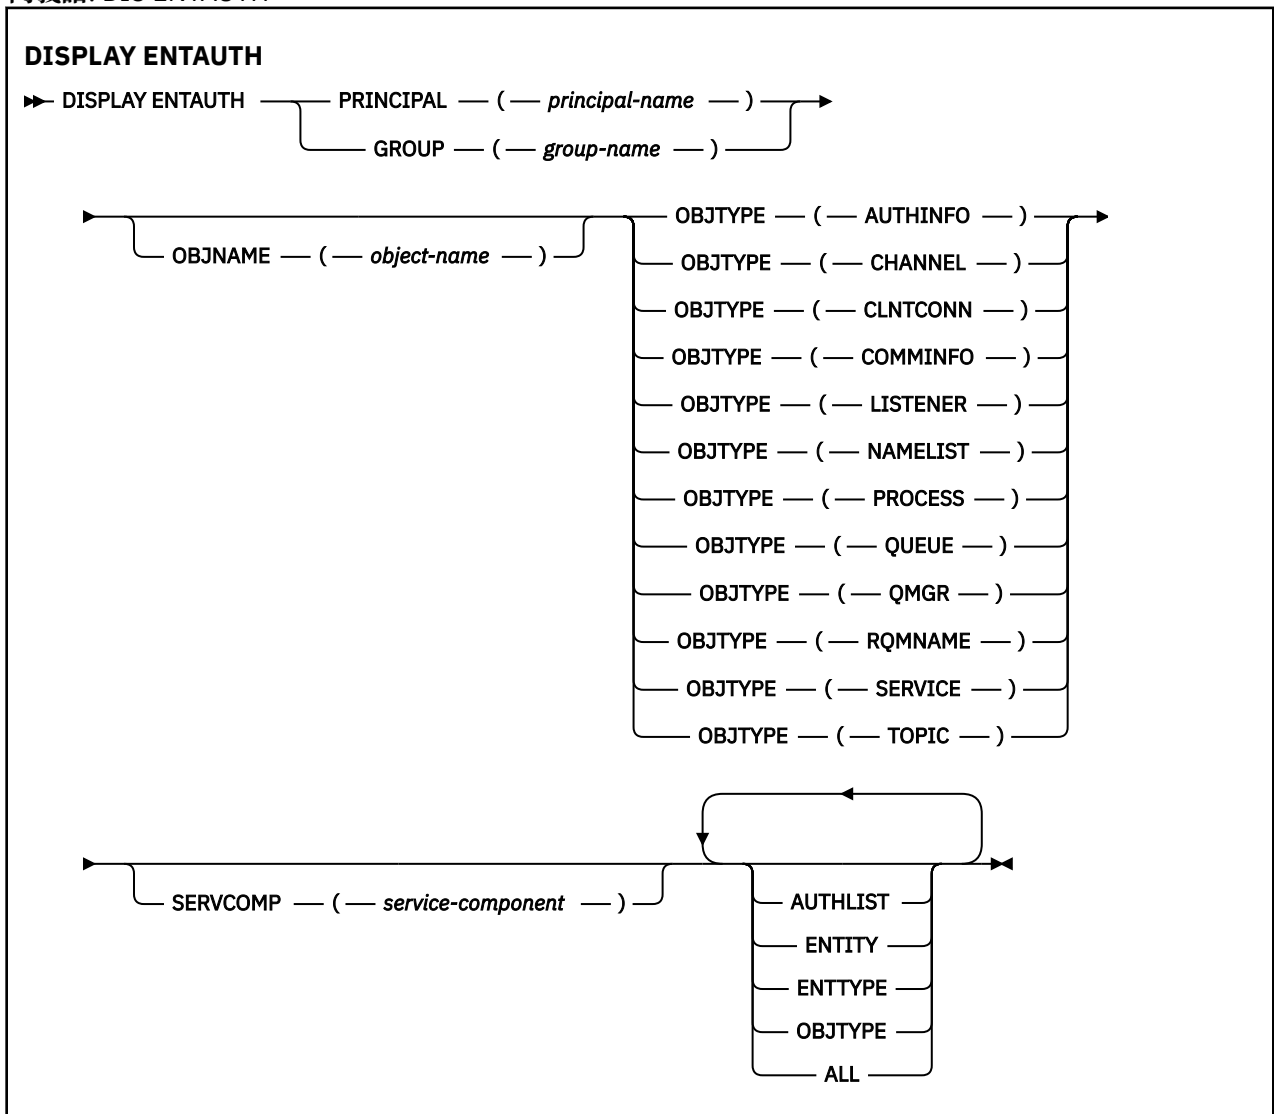 DISPLAY ENTAUTH
DISPLAY ENTAUTH PRINCIPAL ( principal-name )
GROUP ( group-name )
OBJTYPE ( AUTHINFO )
OBJNAME ( object-name )
OBJTYPE ( CHANNEL )
OBJTYPE ( CLNTCONN )
OBJTYPE ( COMMINFO )
OBJTYPE ( LISTENER )
OBJTYPE ( NAMELIST )
OBJTYPE ( PROCESS )
OBJTYPE ( QUEUE )
OBJTYPE ( QMGR )
OBJTYPE ( RQMNAME )
OBJTYPE ( SERVICE )
OBJTYPE ( TOPIC )
SERVCOMP ( service-component )
AUTHLIST
ENTITY
ENTTYPE
OBJTYPE
ALL